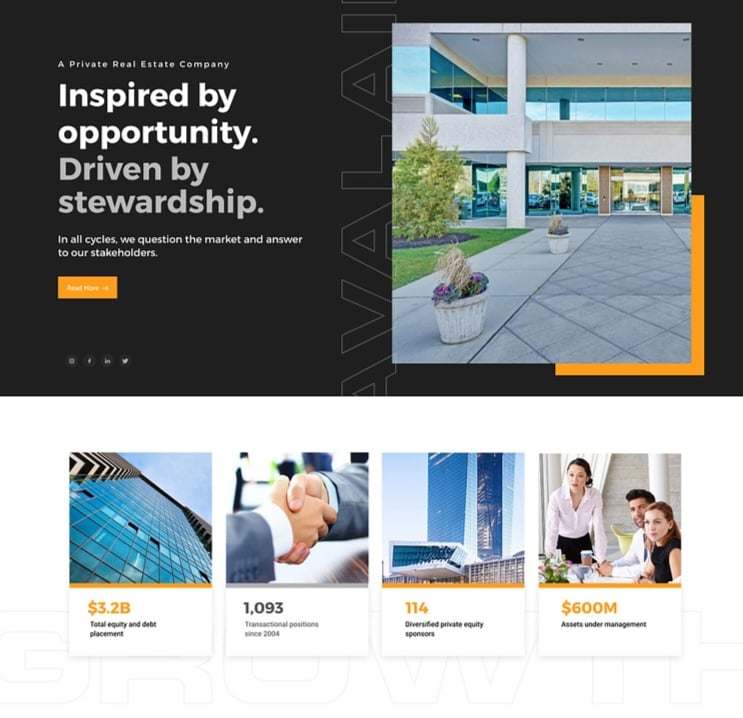 A Private Real Estate Company
Inspired by
opportunity.
Driven by
stewardship.
In all cycles, we question the market and answer
to our stakeholders.
Read More →
AVALA
$3.2B
Total equity and debt
placement
1,093
Transactional positions
since 2004
114
Diversified private equity
sponsors
$600M
Assets under management
GROWTH